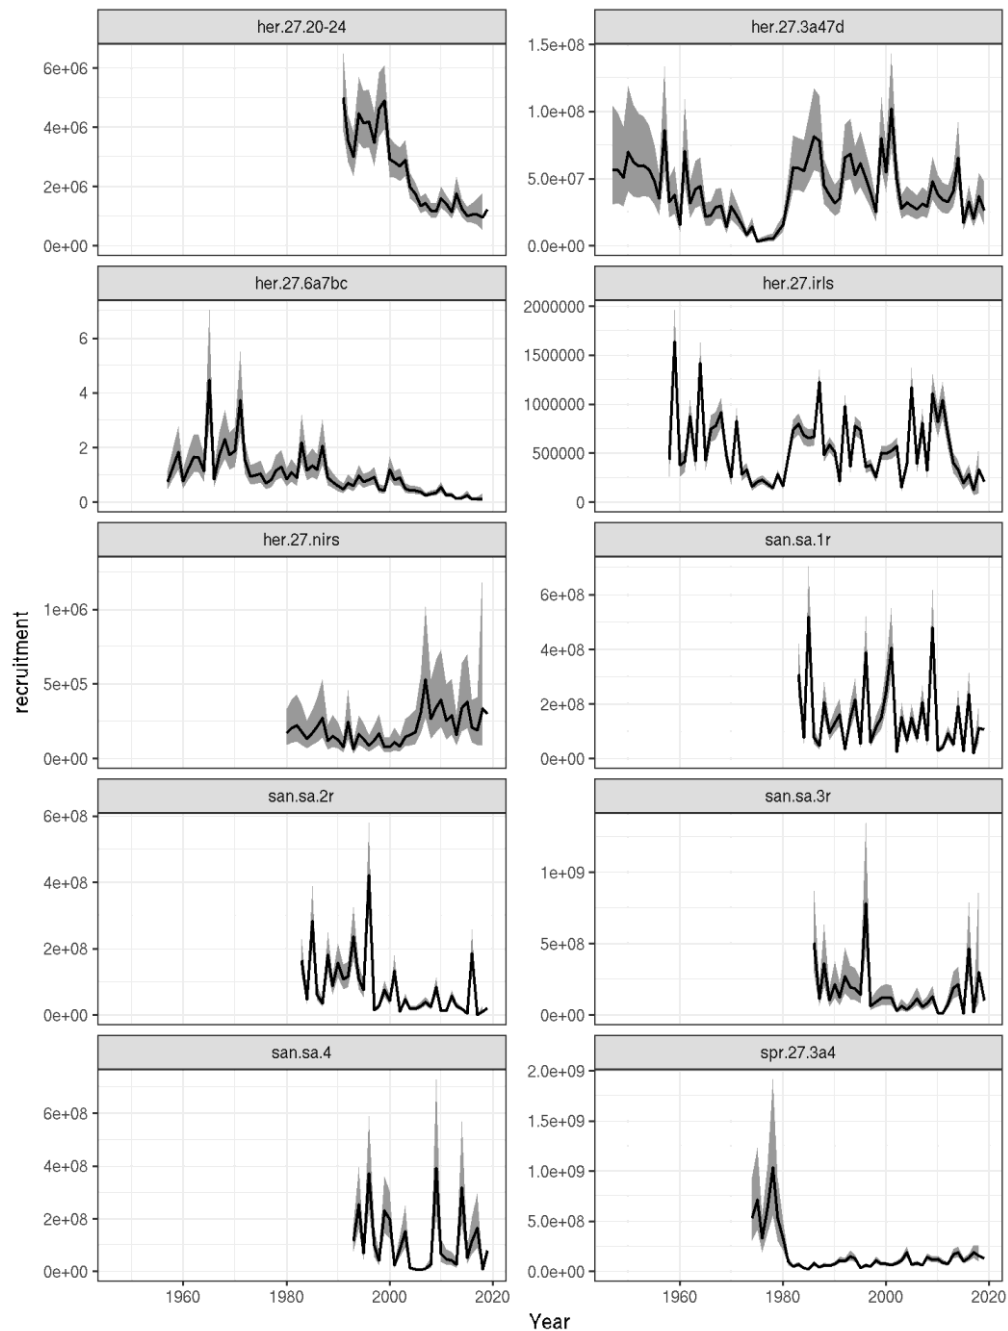 her.27.20-24
her.27.3a47d
6e+06
4e+06
2e+06
0e+00
1.5e+08
1.0e+08
5.0e+07
0.0e+00
her.27.6a7bc
her.27.irls
6
4
2
0
2000000
1500000
1000000
500000
0
her.27.nirs
san.sa.1r
1e+06
5e+05
0e+00
6e+08
4e+08
2e+08
0e+00
recruitment
san.sa.2r
san.sa.3r
6e+08
4e+08
2e+08
0e+00
1e+09
5e+08
0e+00
san.sa.4
spr.27.3a4
6e+08
4e+08
2e+08
0e+00
2.0e+09
1.5e+09
1.0e+09
5.0e+08
0.0e+00
1960 1980 2000 2020
1960 1980 2000 2020
Year